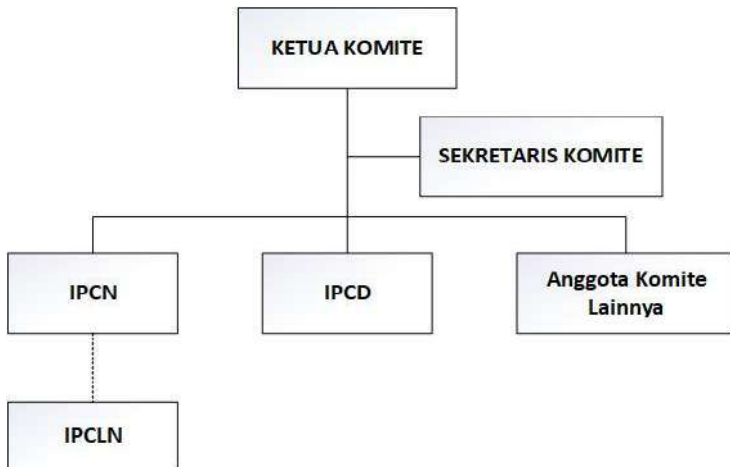 KETUA KOMITE
SEKRETARIS KOMITE
IPCN
IPCD
Anggota Komite
Lainnya
IPCLN